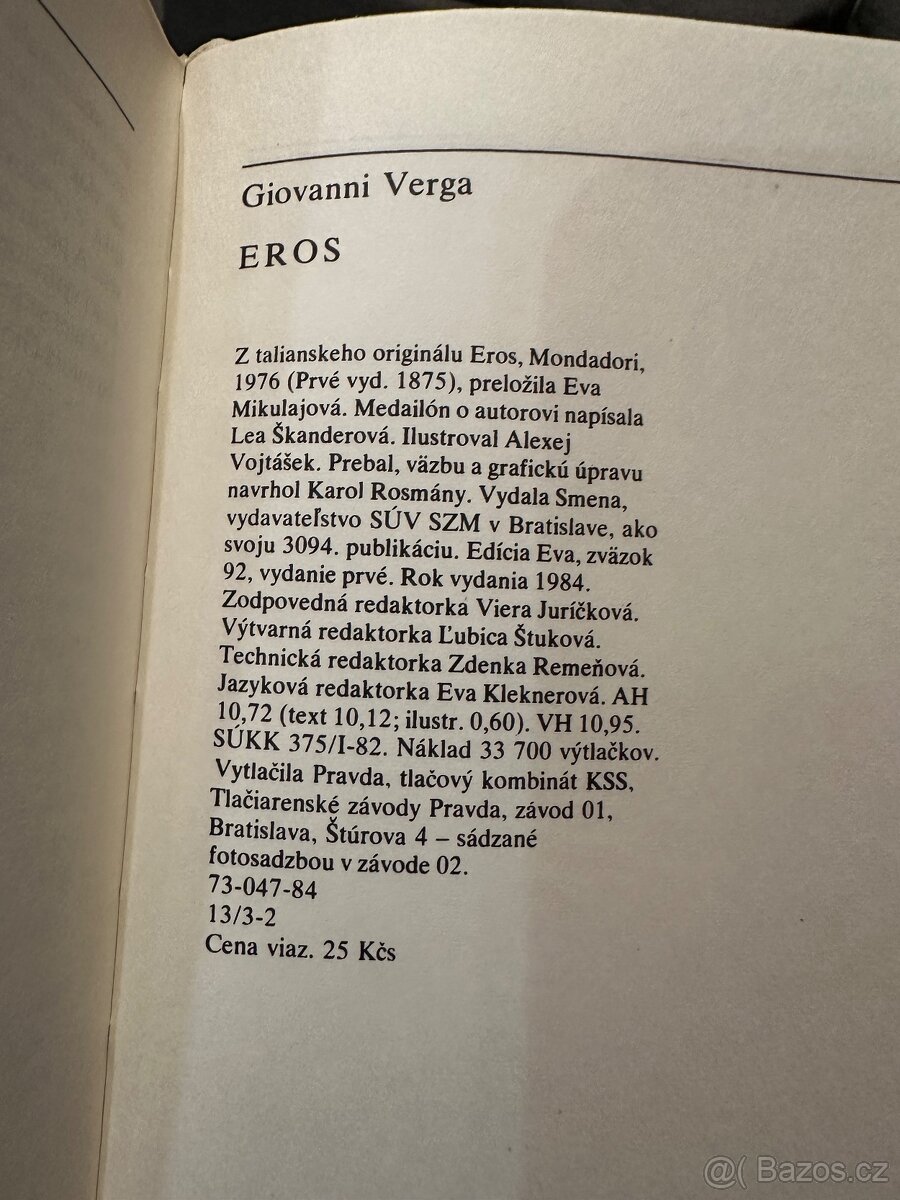 Giovanni Verga
EROS
Z talianskeho originálu Eros, Mondadori,
1976 (Prvé vyd. 1875), preložila Eva
Mikulajová. Medailón o autorovi napísala
Lea Škanderová. Ilustroval Alexej
Vojtášek. Prebal, väzbu a grafickú úpravu
navrhol Karol Rosmány. Vydala Smena,
vydavateľstvo SÚV SZM v Bratislave, ako
svoju 3094. publikáciu. Edícia Eva, zväzok
92, vydanie prvé. Rok vydania 1984.
Zodpovedná redaktorka Viera Juríčková.
Výtvarná redaktorka Ľubica Štuková.
Technická redaktorka Zdenka Remeňová.
Jazyková redaktorka Eva Kleknerová. AH
10,72 (text 10,12; ilustr. 0,60). VH 10,95.
SÚKK 375/I-82. Náklad 33 700 výtlačkov.
Vytlačila Pravda, tlačový kombinát KSS,
Tlačiarenské závody Pravda, závod 01,
Bratislava, Štúrova 4 – sádzané
fotosadzbou v závode 02.
73-047-84
13/3-2
Cena viaz. 25 Kčs
@( Bazos.cz